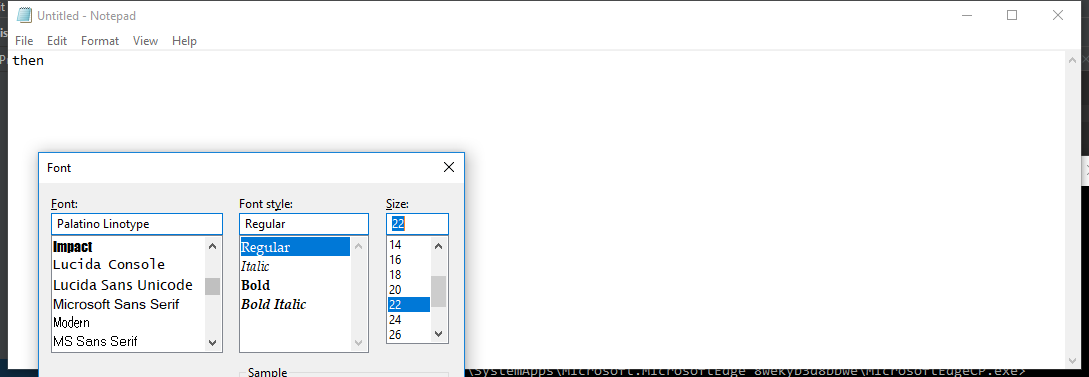 Untitled - Notepad
File Edit Format View Help
then
Font
Font: Font style: Size:
Palatino Linotype Regular 22
Impact Regular 14
Lucida Console Italic 16
Lucida Sans Unicode Bold 18
Microsoft Sans Serif Bold Italic 20
Modern 22
MS Sans Serif 24
26
Sample
\SystemApps\Microsoft.MicrosoftEdge_8wekyb3d8bbwe\MicrosoftEdgeCP.exe>